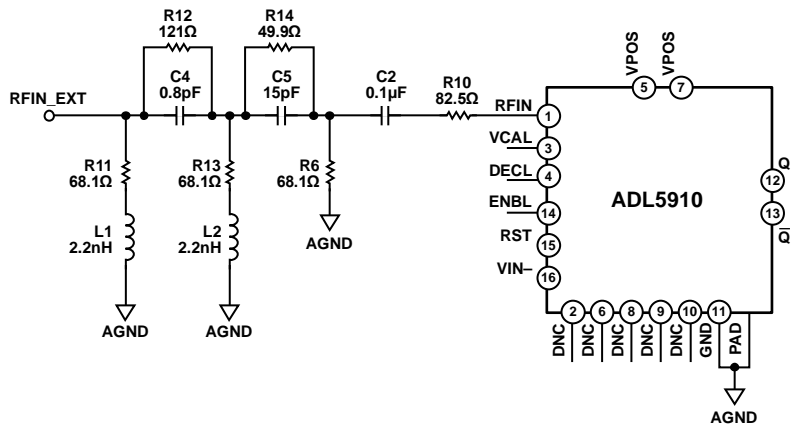 R12
121Ω
R14
49.9Ω
C4
0.8pF
C5
15pF
C2
0.1µF
R10
82.5Ω
RFIN_EXT
R11
68.1Ω
R13
68.1Ω
R6
68.1Ω
L1
2.2nH
L2
2.2nH
AGND
AGND
AGND
VPOS
VPOS
5
7
RFIN
1
VCAL
3
DECL
4
ENBL
14
RST
15
VIN–
16
ADL5910
Q
12
13
Q̅
2
6
8
9
10
11
DNC
DNC
DNC
DNC
DNC
GND
PAD
AGND